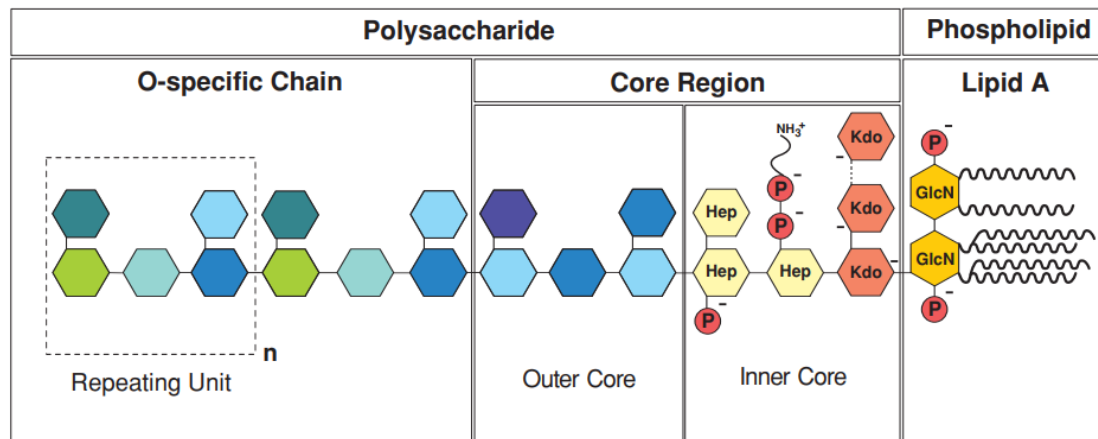 Polysaccharide
Phospholipid
O-specific Chain
Core Region
Lipid A
NH3+
-
Kdo
P
-
P
-
Kdo
GlcN
Hep
P
-
-
Kdo
GlcN
Hep
Hep
Kdo
-
P
-
P
-
n
Repeating Unit
Outer Core
Inner Core